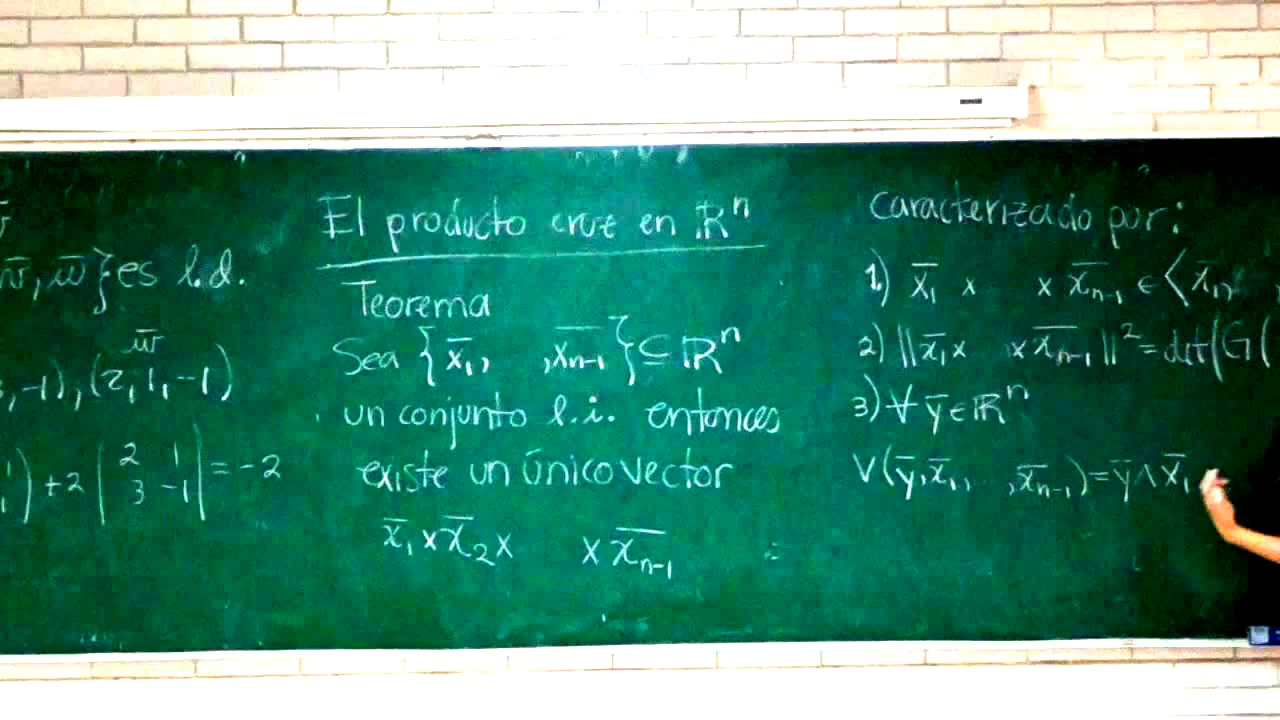 v̄
v̄, w̄} es l.d.
w̄
, -1), (2, 1, -1)
+2 | 2 1 | = -2
3 -1
El producto cruz en ℝⁿ
Teorema
Sea {x̄₁, , x̄ₙ₋₁} ⊆ ℝⁿ
un conjunto l.i. entonces
existe un único vector
x̄₁ × x̄₂ × × x̄ₙ₋₁
caracterizado por:
1) x̄₁ × × x̄ₙ₋₁ ∈ ⟨x̄₁,
2) ||x̄₁ × × x̄ₙ₋₁||² = det(G(
3) ∀ ȳ ∈ ℝⁿ
V(ȳ, x̄₁, .., x̄ₙ₋₁) = ȳ ∧ x̄₁